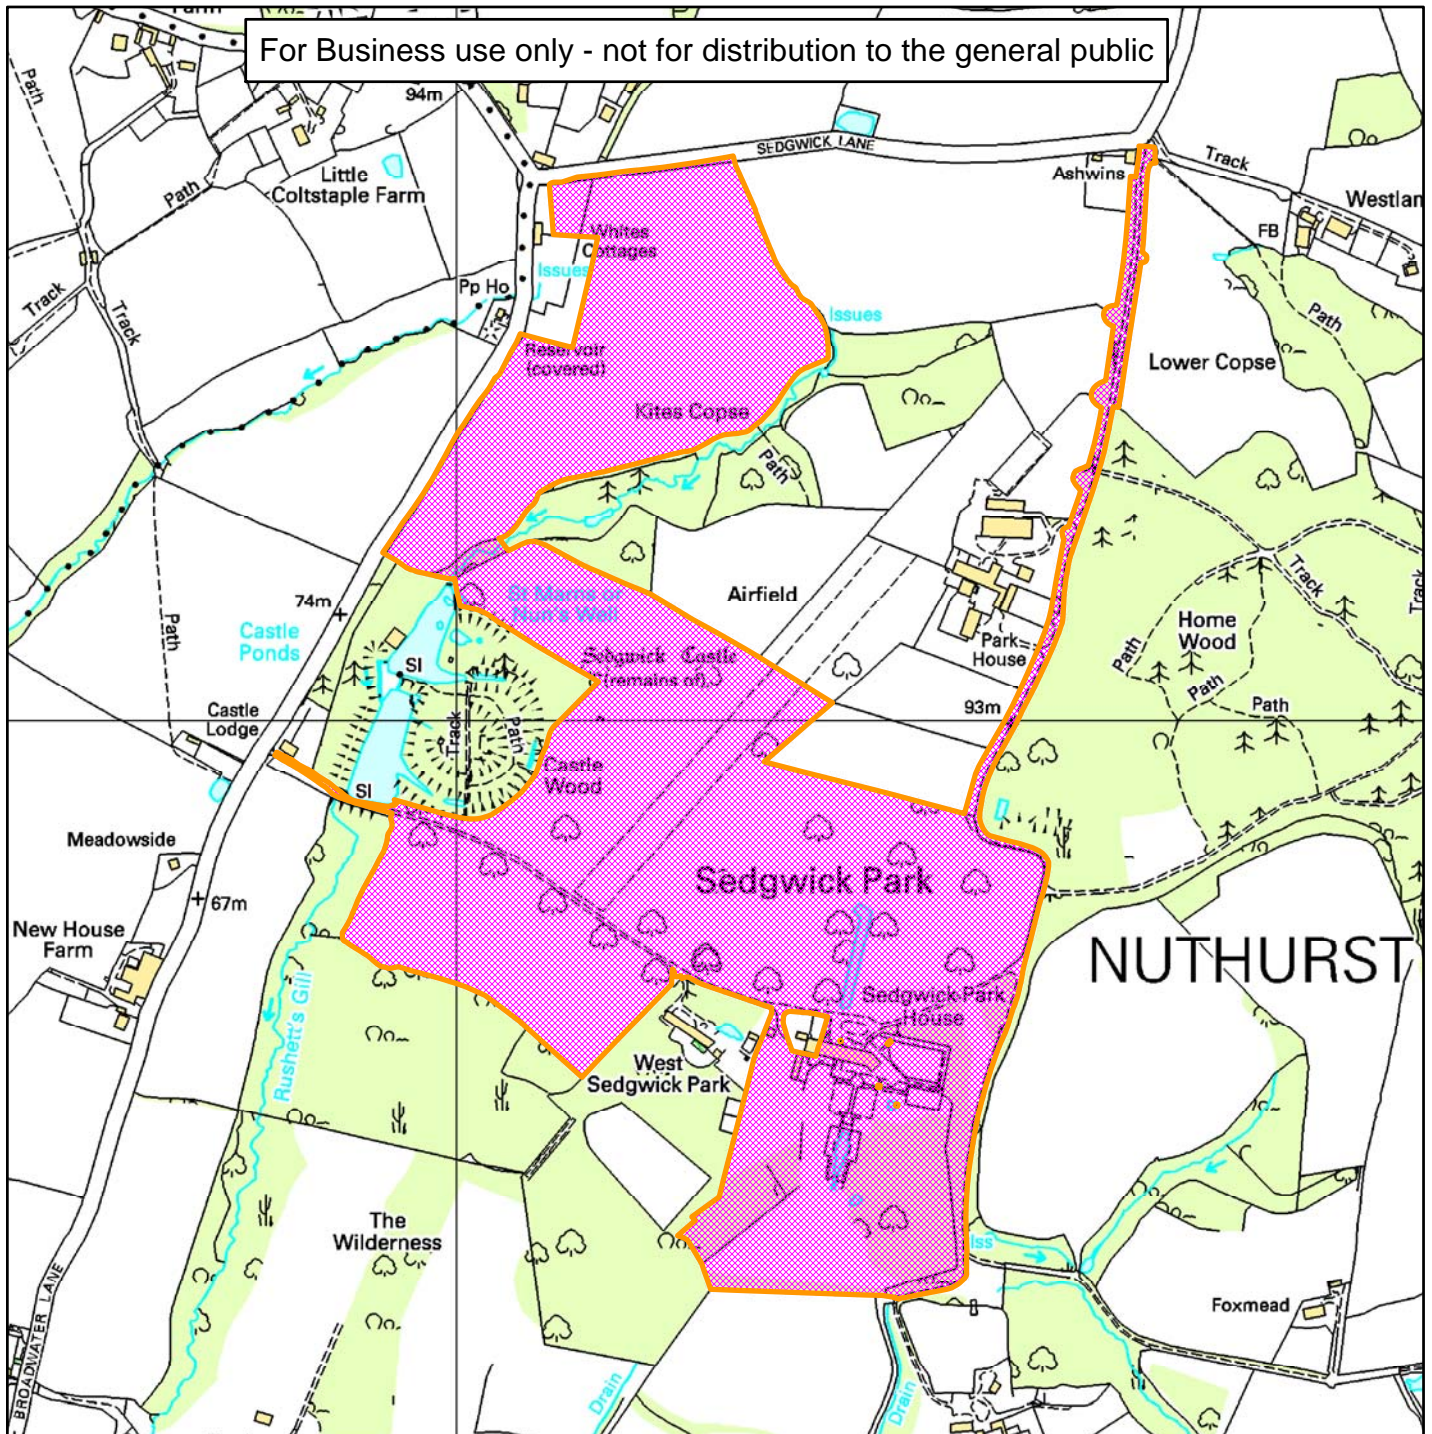 Farm
For Business use only - not for distribution to the general public
Path
94m
SEDGWICK LANE
Ashwins
Track
Little
Coltstaple Farm
Path
Westlan
FB
Whites
Cottages
Issues
Pp Ho
Track
Track
Issues
Path
Reservoir
(covered)
Lower Copse
Kites Copse
Path
74m
Castle
Ponds
Path
St Marns or
Nun's Well
Airfield
Track
Track
Home
Wood
Path
Path
Path
Park
House
Sedgwick Castle
(remains of)
SI
Castle
Lodge
Track
Path
93m
Castle
Wood
SI
Meadowside
Sedgwick Park
67m
New House
Farm
NUTHURST
Rushett's Gill
Sedgwick Park
House
West
Sedgwick Park
The
Wilderness
Iss
BROADWATER LANE
Foxmead
Drain
Drain